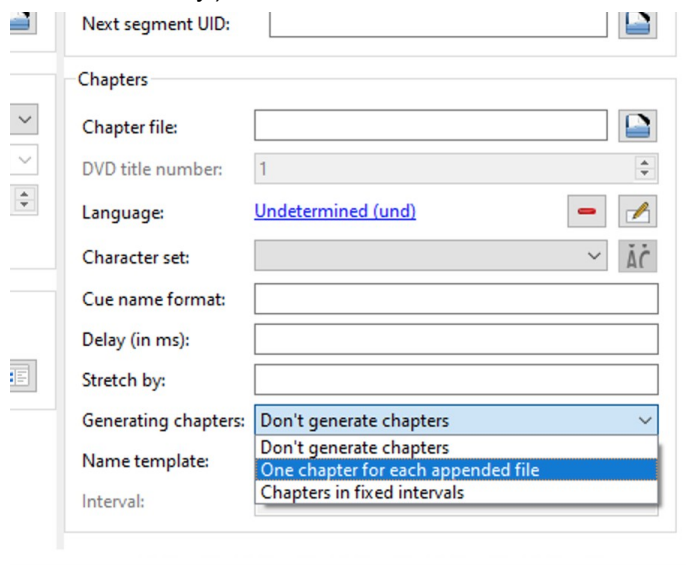 Next segment UID:
Chapters
Chapter file:
DVD title number: 1
Language: Undetermined (und)
Character set:
Cue name format:
Delay (in ms):
Stretch by:
Generating chapters: Don't generate chapters
Don't generate chapters
Name template: One chapter for each appended file
Chapters in fixed intervals
Interval: